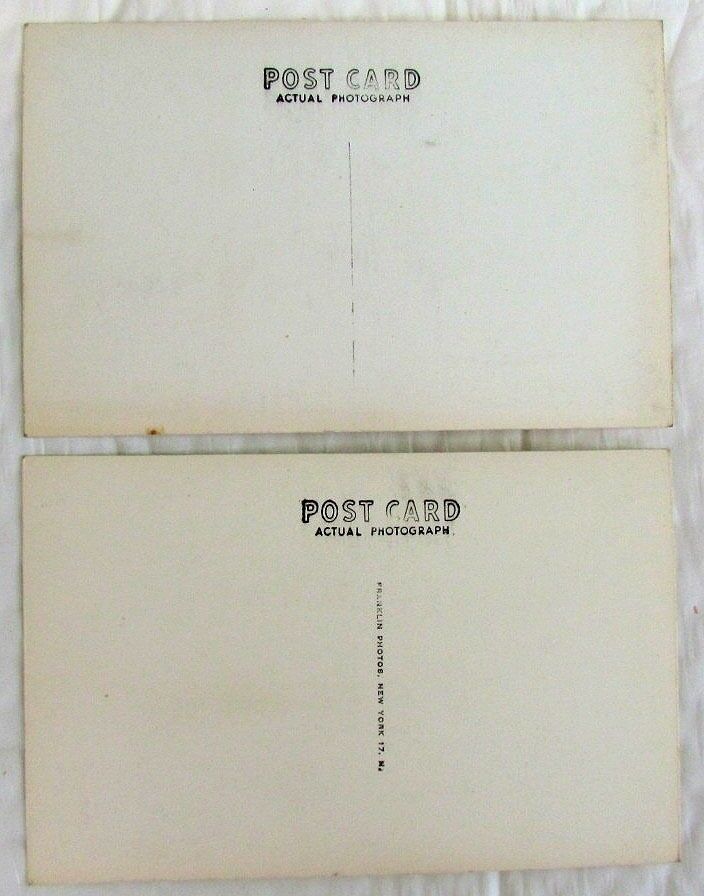 POST CARD
ACTUAL PHOTOGRAPH
POST CARD
ACTUAL PHOTOGRAPH
FRANKLIN PHOTOS, NEW YORK 17, N